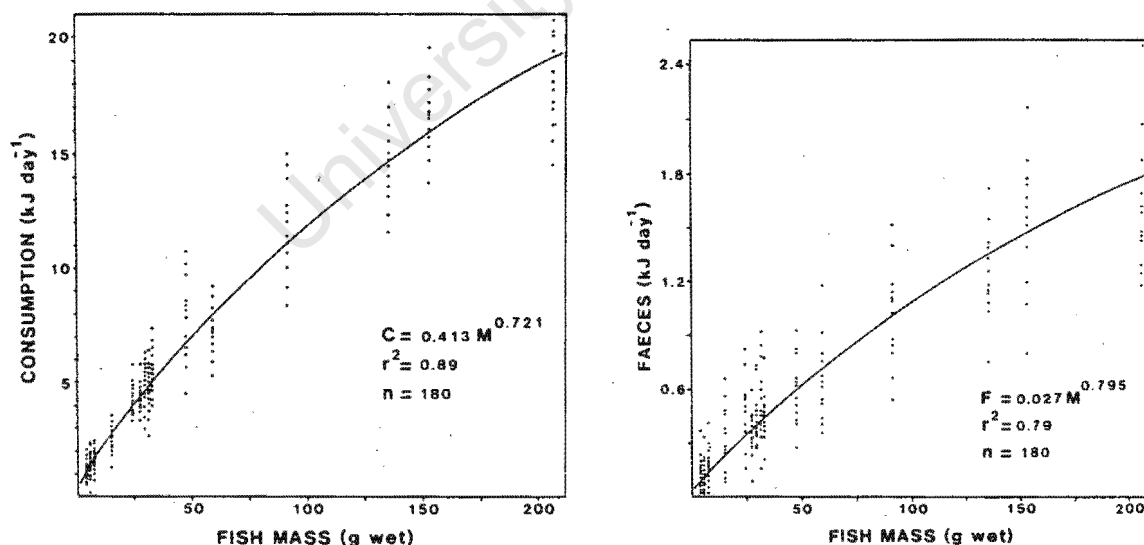 University
CONSUMPTION (kJ day⁻¹)
20
15
10
5
C = 0.413 M^0.721
r² = 0.89
n = 180
50
100
150
200
FISH MASS (g wet)
FAECES (kJ day⁻¹)
2.4
1.8
1.2
0.6
F = 0.027M^0.795
r² = 0.79
n = 180
50
100
150
200
FISH MASS (g wet)